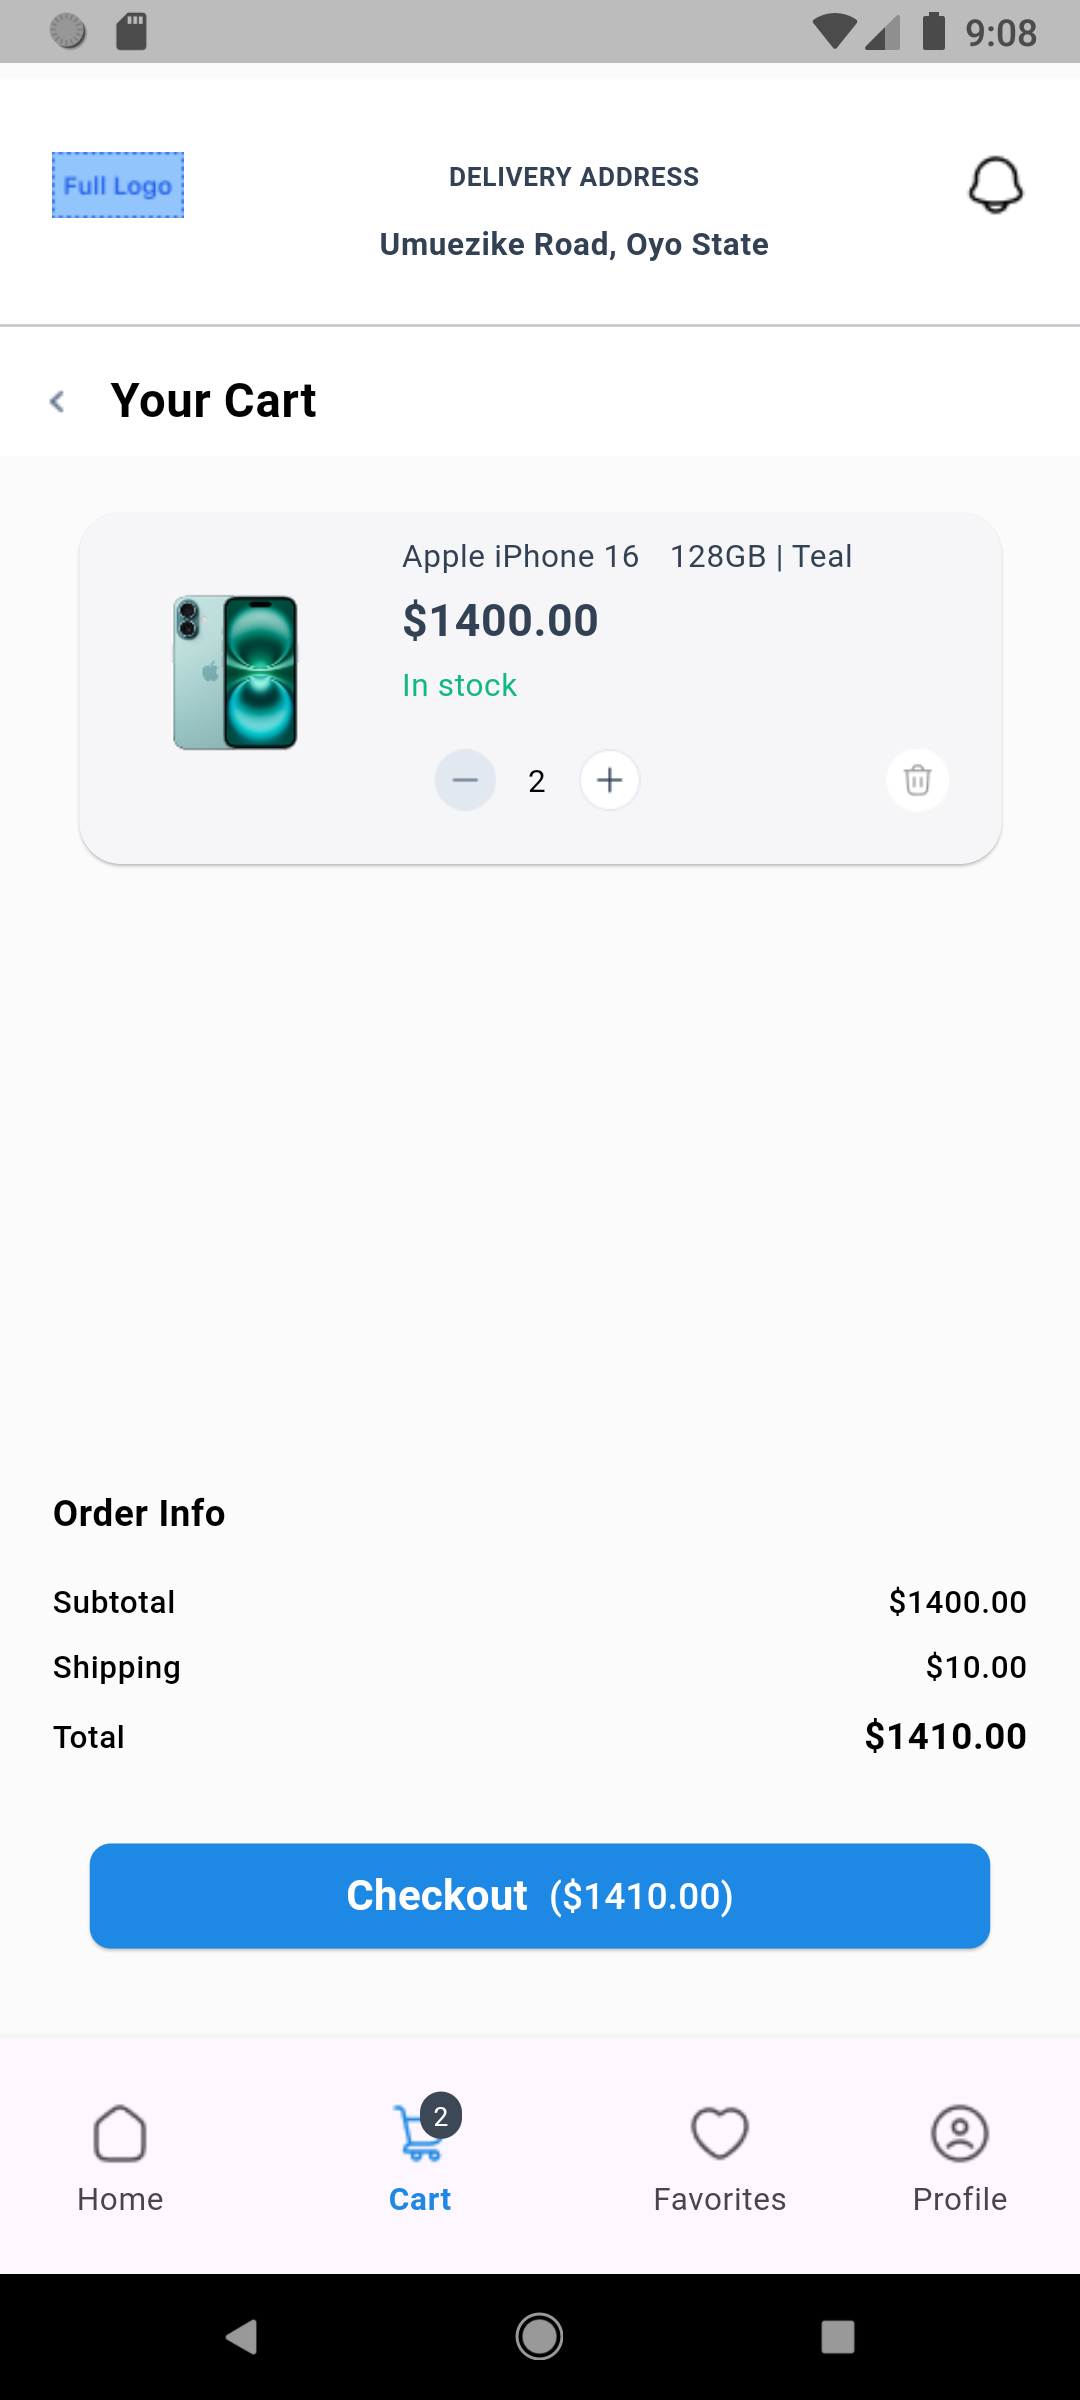 9:08
Full Logo
DELIVERY ADDRESS
Umuezike Road, Oyo State
Your Cart
Apple iPhone 16 128GB | Teal
$1400.00
In stock
2
Order Info
Subtotal $1400.00
Shipping $10.00
Total $1410.00
Checkout ($1410.00)
2
Home Cart Favorites Profile